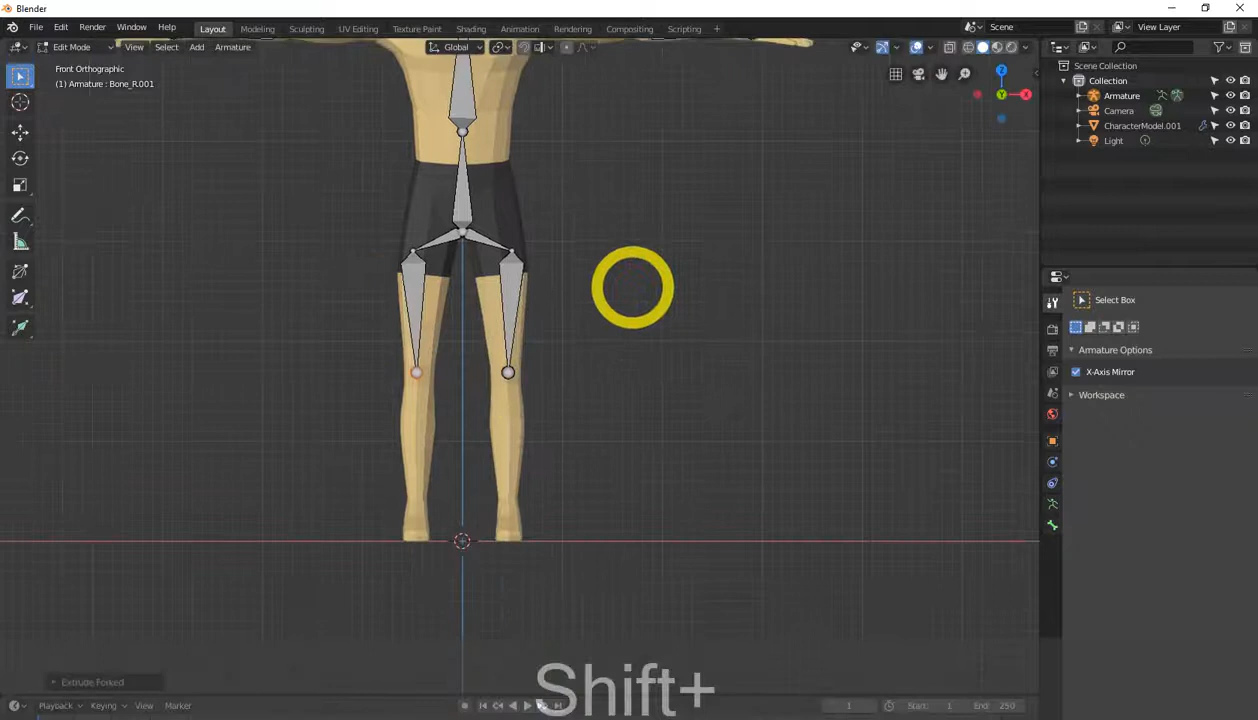 Blender
File Edit Render Window Help Layout Modeling Sculpting UV Editing Texture Paint Shading Animation Rendering Compositing Scripting Scene View Layer
Edit Mode View Select Add Armature Global
Front Orthographic
(1) Armature : Bone_R.001
Z
Y
X
Scene Collection
Collection
Armature
Camera
CharacterModel.001
Light
Select Box
Armature Options
X-Axis Mirror
Workspace
Extrude Forked
Shift+
Playback Keying View Marker 1 Start: 1 End: 250